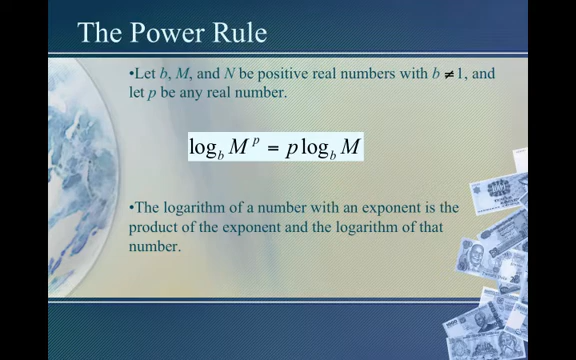 The Power Rule
•Let b, M, and N be positive real numbers with b ≠ 1, and
let p be any real number.
log_b M^p = p log_b M
•The logarithm of a number with an exponent is the
product of the exponent and the logarithm of that
number.